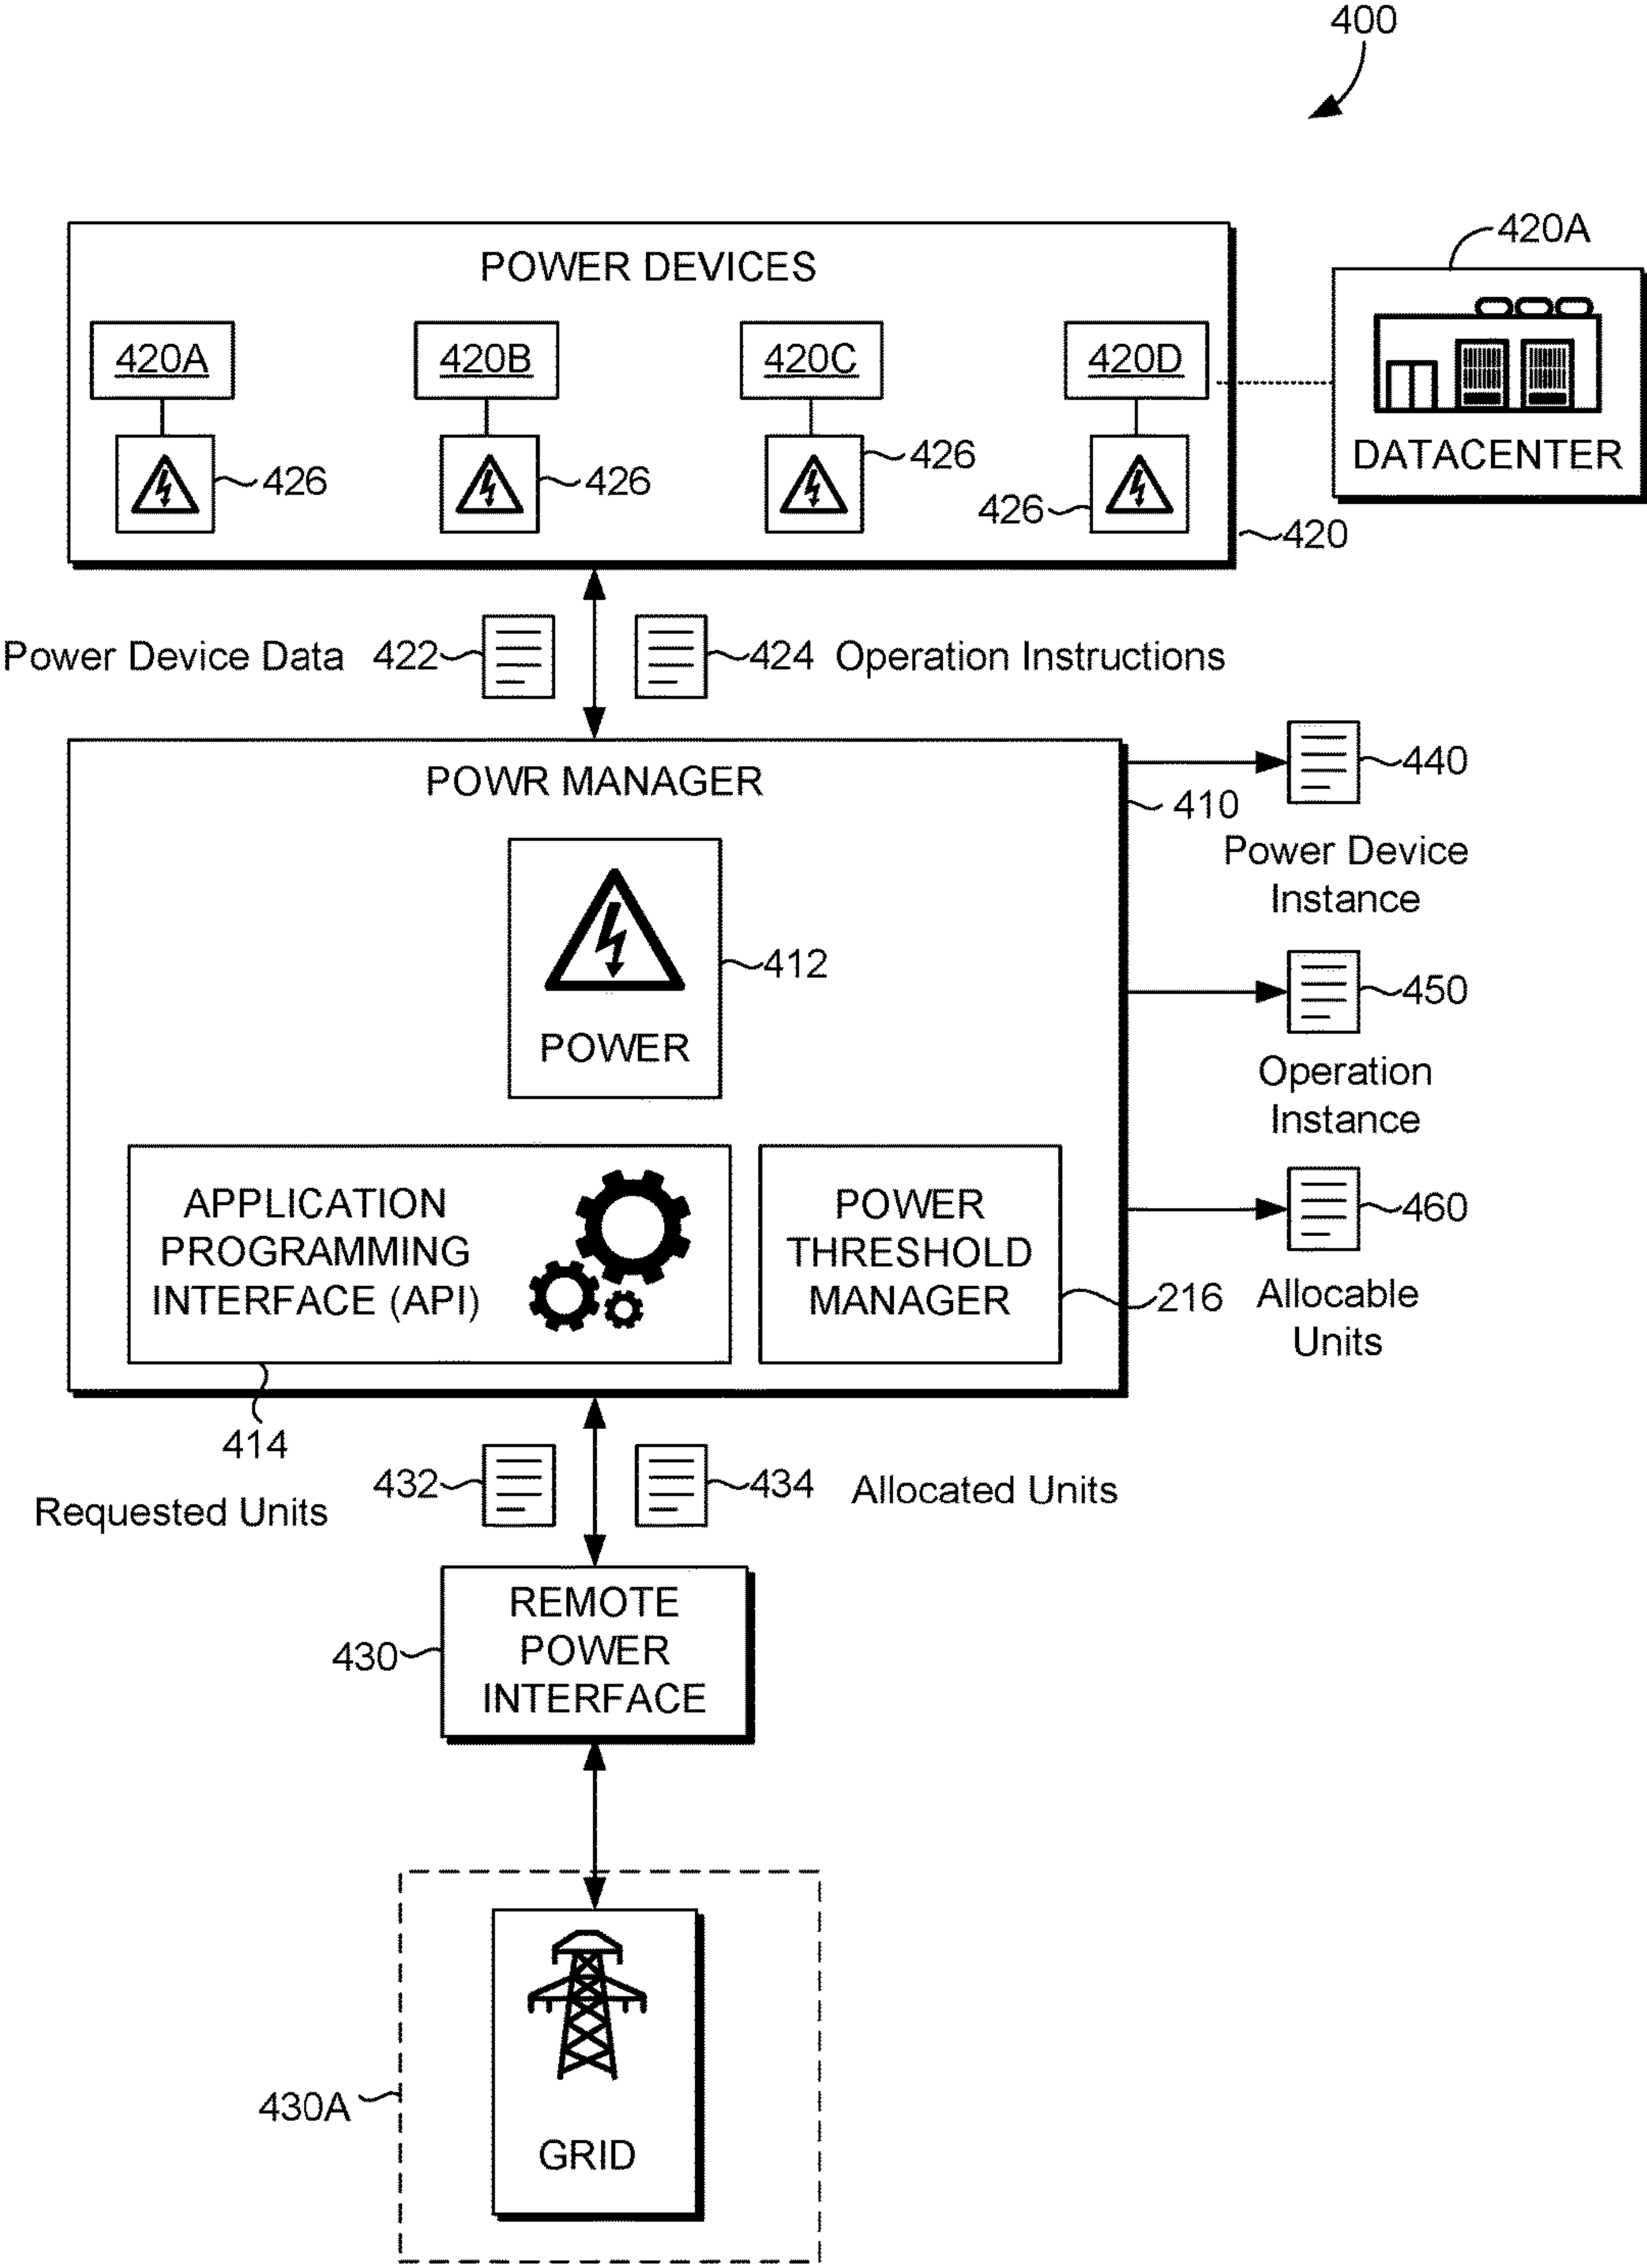 400
420A
POWER DEVICES
420A
420B
420C
420D
DATACENTER
426
426
426
426
420
Power Device Data
422
424
Operation Instructions
POWR MANAGER
440
410
Power Device
Instance
412
POWER
450
Operation
Instance
APPLICATION
PROGRAMMING
INTERFACE (API)
POWER
THRESHOLD
MANAGER
460
216
Allocable
Units
414
Requested Units
432
434
Allocated Units
REMOTE
POWER
INTERFACE
430
430A
GRID